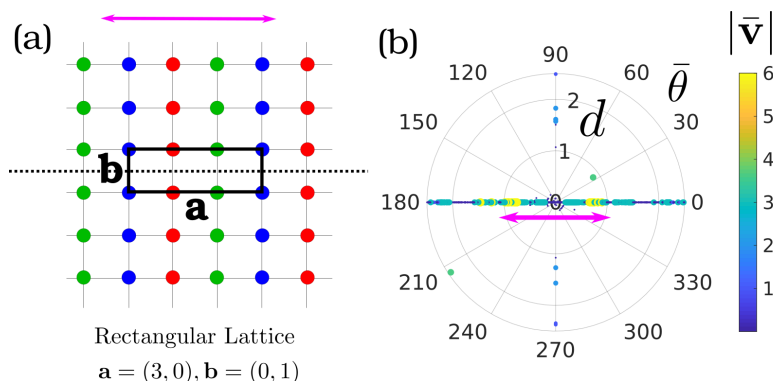 (a)
b
a
Rectangular Lattice
a = (3, 0), b = (0, 1)
(b)
90
120
60
θ̄
150
30
2
d
1
180
0
0
210
330
240
300
270
|v̄|
6
5
4
3
2
1